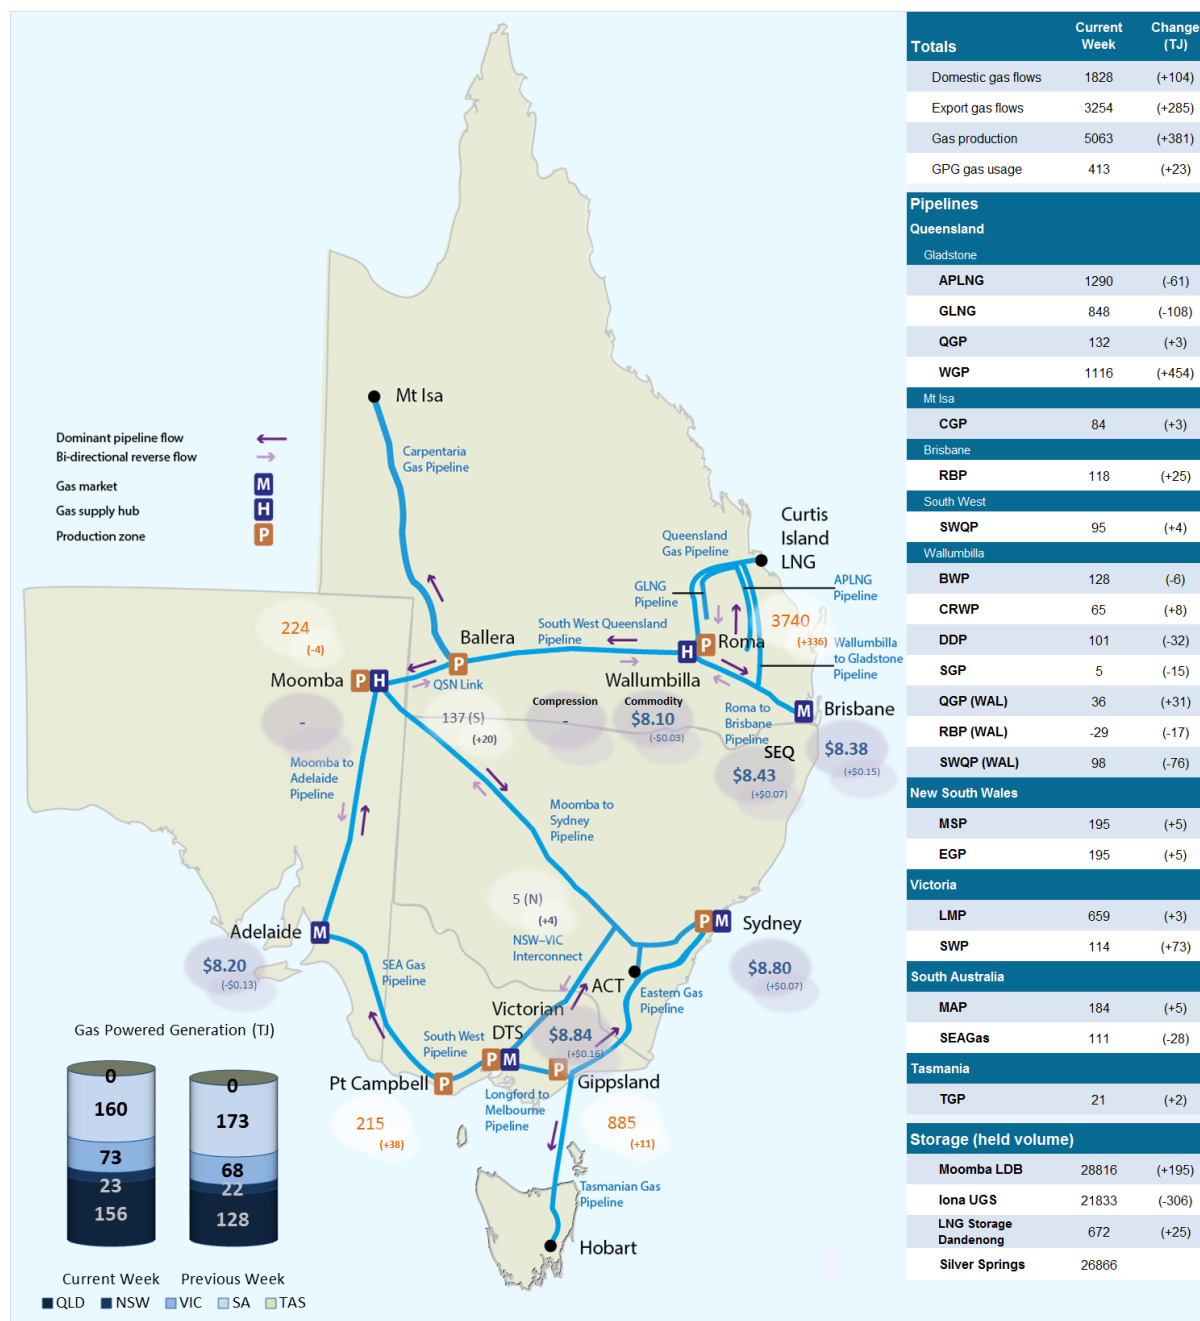 Mt Isa
Dominant pipeline flow
Bi-directional reverse flow
Gas market M
Gas supply hub H
Production zone P
Carpentaria
Gas Pipeline
Curtis
Island
LNG
Queensland
Gas Pipeline
GLNG
Pipeline
APLNG
Pipeline
3740
(+336)
224
(-4)
South West Queensland
Pipeline
Ballera
P
H P Roma
Wallumbilla
to Gladstone
Pipeline
Moomba P H
QSN Link
Wallumbilla
-
137 (S)
(+20)
Compression
-
Commodity
$8.10
(-$0.03)
Roma to
Brisbane
Pipeline
M Brisbane
SEQ
$8.43
(+$0.07)
$8.38
(+$0.15)
Moomba to
Adelaide
Pipeline
Moomba to
Sydney
Pipeline
5 (N)
(+4)
NSW–VIC
Interconnect
Adelaide M
$8.20
(-$0.13)
SEA Gas
Pipeline
P M Sydney
$8.80
(+$0.07)
ACT
Eastern Gas
Pipeline
Victorian
DTS
$8.84
(+$0.16)
South West
Pipeline
P M
P
Pt Campbell P
Gippsland
Longford to
Melbourne
Pipeline
215
(+38)
885
(+11)
Tasmanian Gas
Pipeline
Hobart
Gas Powered Generation (TJ)
0 0
160 173
73 68
23 22
156 128
Current Week Previous Week
QLD NSW VIC SA TAS
Totals Current Week Change (TJ)
Domestic gas flows 1828 (+104)
Export gas flows 3254 (+285)
Gas production 5063 (+381)
GPG gas usage 413 (+23)
Pipelines
Queensland
Gladstone
APLNG 1290 (-61)
GLNG 848 (-108)
QGP 132 (+3)
WGP 1116 (+454)
Mt Isa
CGP 84 (+3)
Brisbane
RBP 118 (+25)
South West
SWQP 95 (+4)
Wallumbilla
BWP 128 (-6)
CRWP 65 (+8)
DDP 101 (-32)
SGP 5 (-15)
QGP (WAL) 36 (+31)
RBP (WAL) -29 (-17)
SWQP (WAL) 98 (-76)
New South Wales
MSP 195 (+5)
EGP 195 (+5)
Victoria
LMP 659 (+3)
SWP 114 (+73)
South Australia
MAP 184 (+5)
SEAGas 111 (-28)
Tasmania
TGP 21 (+2)
Storage (held volume)
Moomba LDB 28816 (+195)
Iona UGS 21833 (-306)
LNG Storage
Dandenong 672 (+25)
Silver Springs 26866